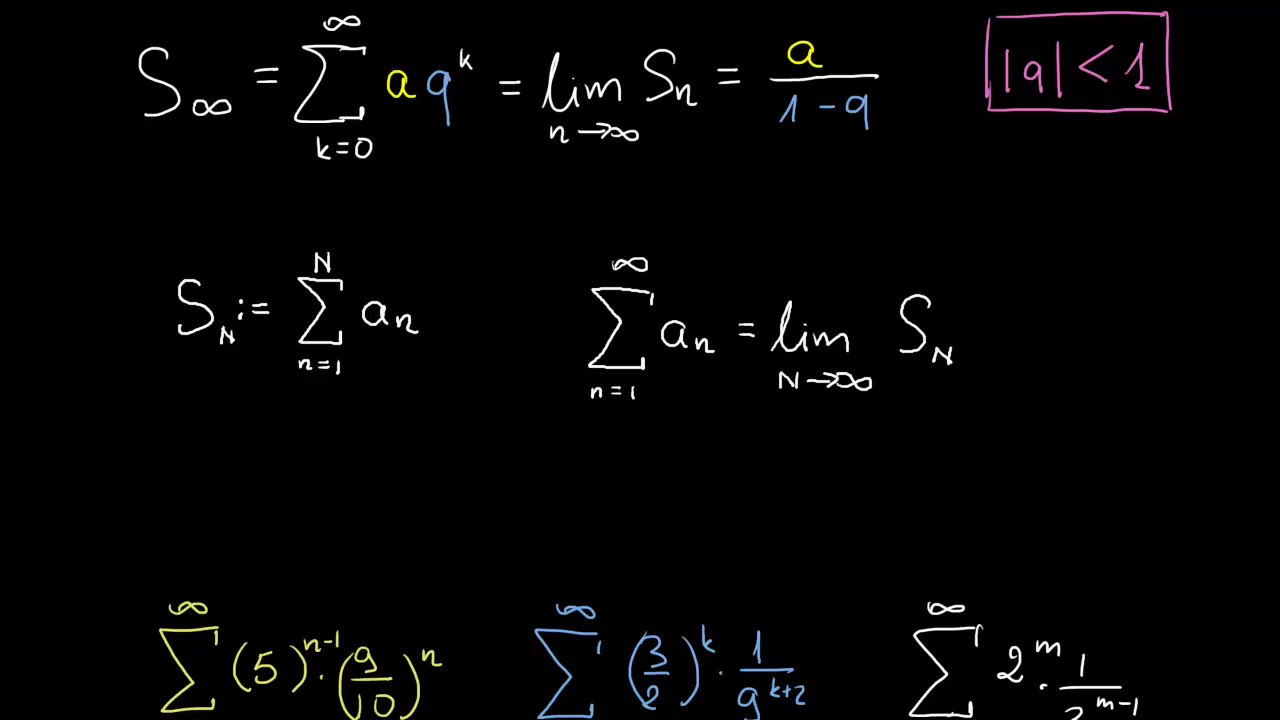 S_∞ = ∑_{k=0}^{∞} a q^k = lim_{n→∞} S_n = a/(1-q) |q| < 1
S_N := ∑_{n=1}^{N} a_n ∑_{n=1}^{∞} a_n = lim_{N→∞} S_N
∑^{∞} (5)^{n-1} · (9/10)^n ∑^{∞} (3/2)^k · 1/9^{k+2} ∑^{∞} 2^m · 1/